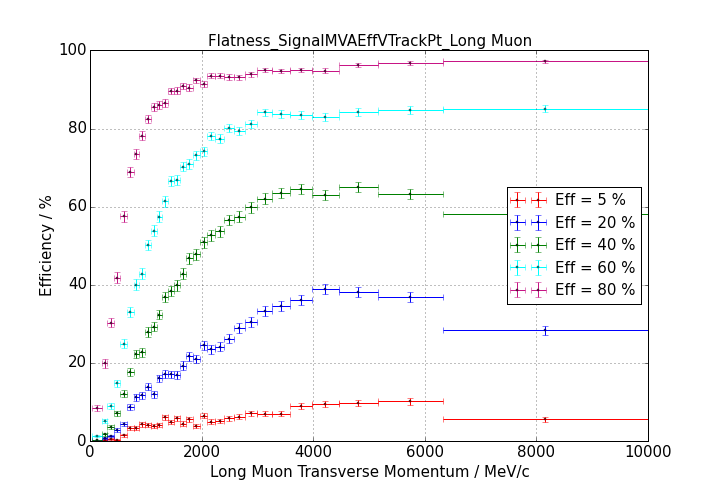 Flatness_SignalMVAEffVTrackPt_Long Muon
100
80
60
40
20
0
Efficiency / %
Eff = 5 %
Eff = 20 %
Eff = 40 %
Eff = 60 %
Eff = 80 %
0 2000 4000 6000 8000 10000
Long Muon Transverse Momentum / MeV/c